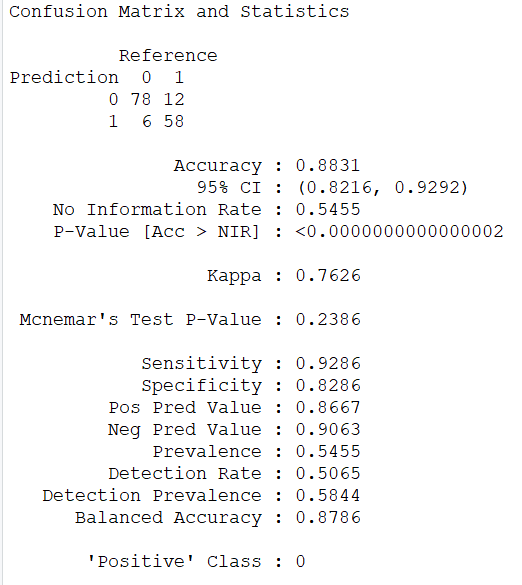 Confusion Matrix and Statistics
Reference
Prediction 0 1
0 78 12
1 6 58
Accuracy : 0.8831
95% CI : (0.8216, 0.9292)
No Information Rate : 0.5455
P-Value [Acc > NIR] : <0.0000000000000002
Kappa : 0.7626
Mcnemar's Test P-Value : 0.2386
Sensitivity : 0.9286
Specificity : 0.8286
Pos Pred Value : 0.8667
Neg Pred Value : 0.9063
Prevalence : 0.5455
Detection Rate : 0.5065
Detection Prevalence : 0.5844
Balanced Accuracy : 0.8786
'Positive' Class : 0